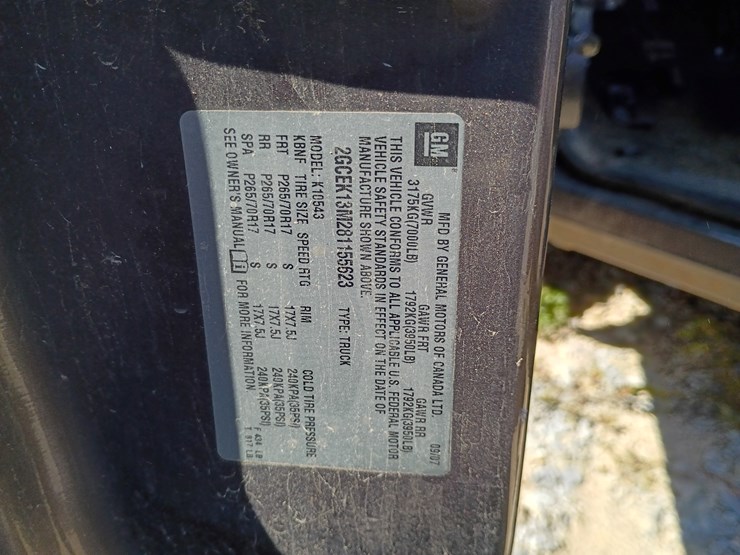 GM
MFD BY GENERAL MOTORS OF CANADA LTD 09/07
GVWR GAWR FRT GAWR RR
3175KG(7000LB) 1792KG(3950LB) 1792KG(3950LB)
THIS VEHICLE CONFORMS TO ALL APPLICABLE U.S. FEDERAL MOTOR
VEHICLE SAFETY STANDARDS IN EFFECT ON THE DATE OF
MANUFACTURE SHOWN ABOVE.
2GCEK13M281155623 TYPE: TRUCK
MODEL: K10543
KBNF TIRE SIZE SPEED RTG RIM COLD TIRE PRESSURE
FRT P265/70R17 S 17X7.5J 240KPA(35PSI)
RR P265/70R17 S 17X7.5J 240KPA(35PSI)
SPA P265/70R17 S 17X7.5J 240KPA(35PSI)
SEE OWNER'S MANUAL FOR MORE INFORMATION
F 434 LB
T 917 LB